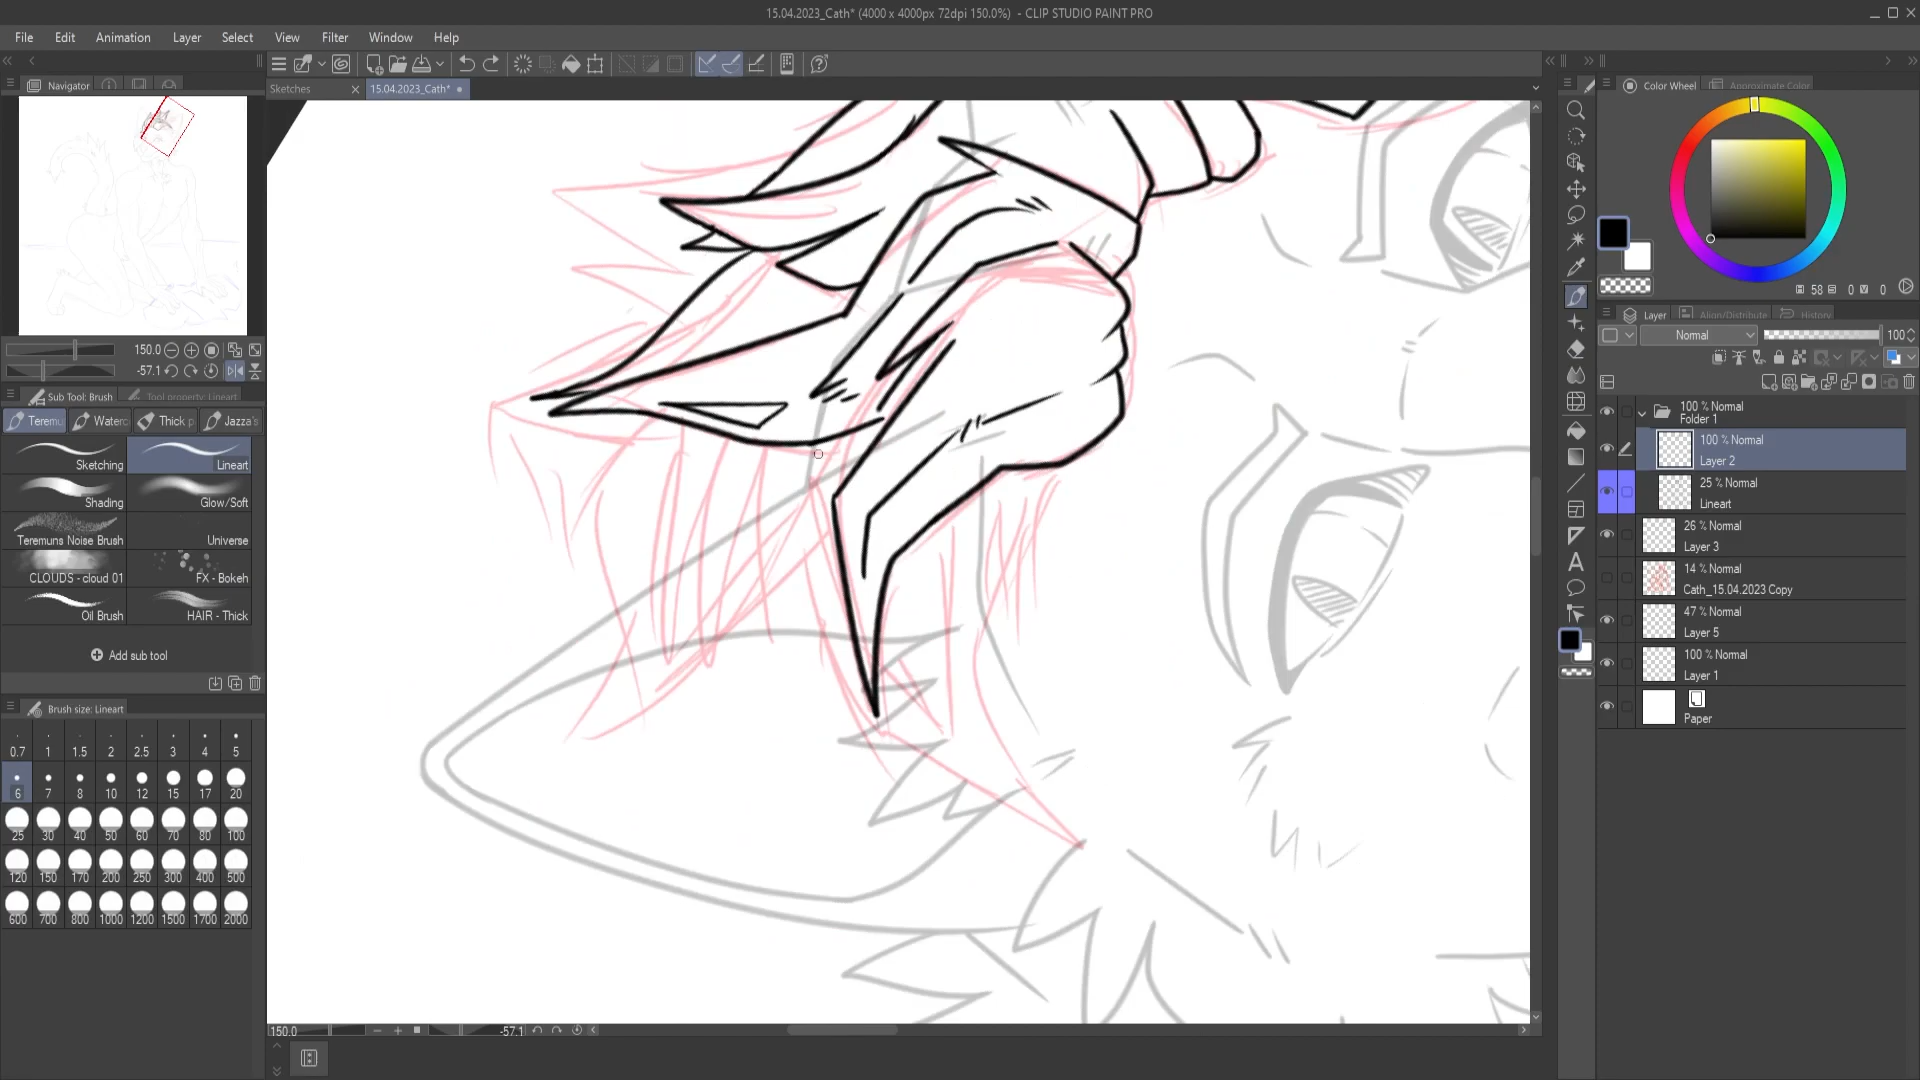 15.04.2023_Cath* (4000 x 4000px 72dpi 150.0%) - CLIP STUDIO PAINT PRO
File Edit Animation Layer Select View Filter Window Help
Sketches 15.04.2023_Cath*
Navigator
150.0
-57.1
Sub Tool: Brush Tool property: Lineart
Teremu Waterc Thick p Jazza's
Sketching Lineart
Shading Glow/Soft
Teremuns Noise Brush Universe
CLOUDS - cloud 01 FX - Bokeh
Oil Brush HAIR - Thick
Add sub tool
Brush size: Lineart
0.7 1 1.5 2 2.5 3 4 5
6 7 8 10 12 15 17 20
25 30 40 50 60 70 80 100
120 150 170 200 250 300 400 500
600 700 800 1000 1200 1500 1700 2000
150.0 -57.1
Color Wheel Approximate Color
H 58 S 0 V 0
Layer Align/Distribute History
Normal 100
100 % Normal
Folder 1
100 % Normal
Layer 2
25 % Normal
Lineart
26 % Normal
Layer 3
14 % Normal
Cath_15.04.2023 Copy
47 % Normal
Layer 5
100 % Normal
Layer 1
Paper